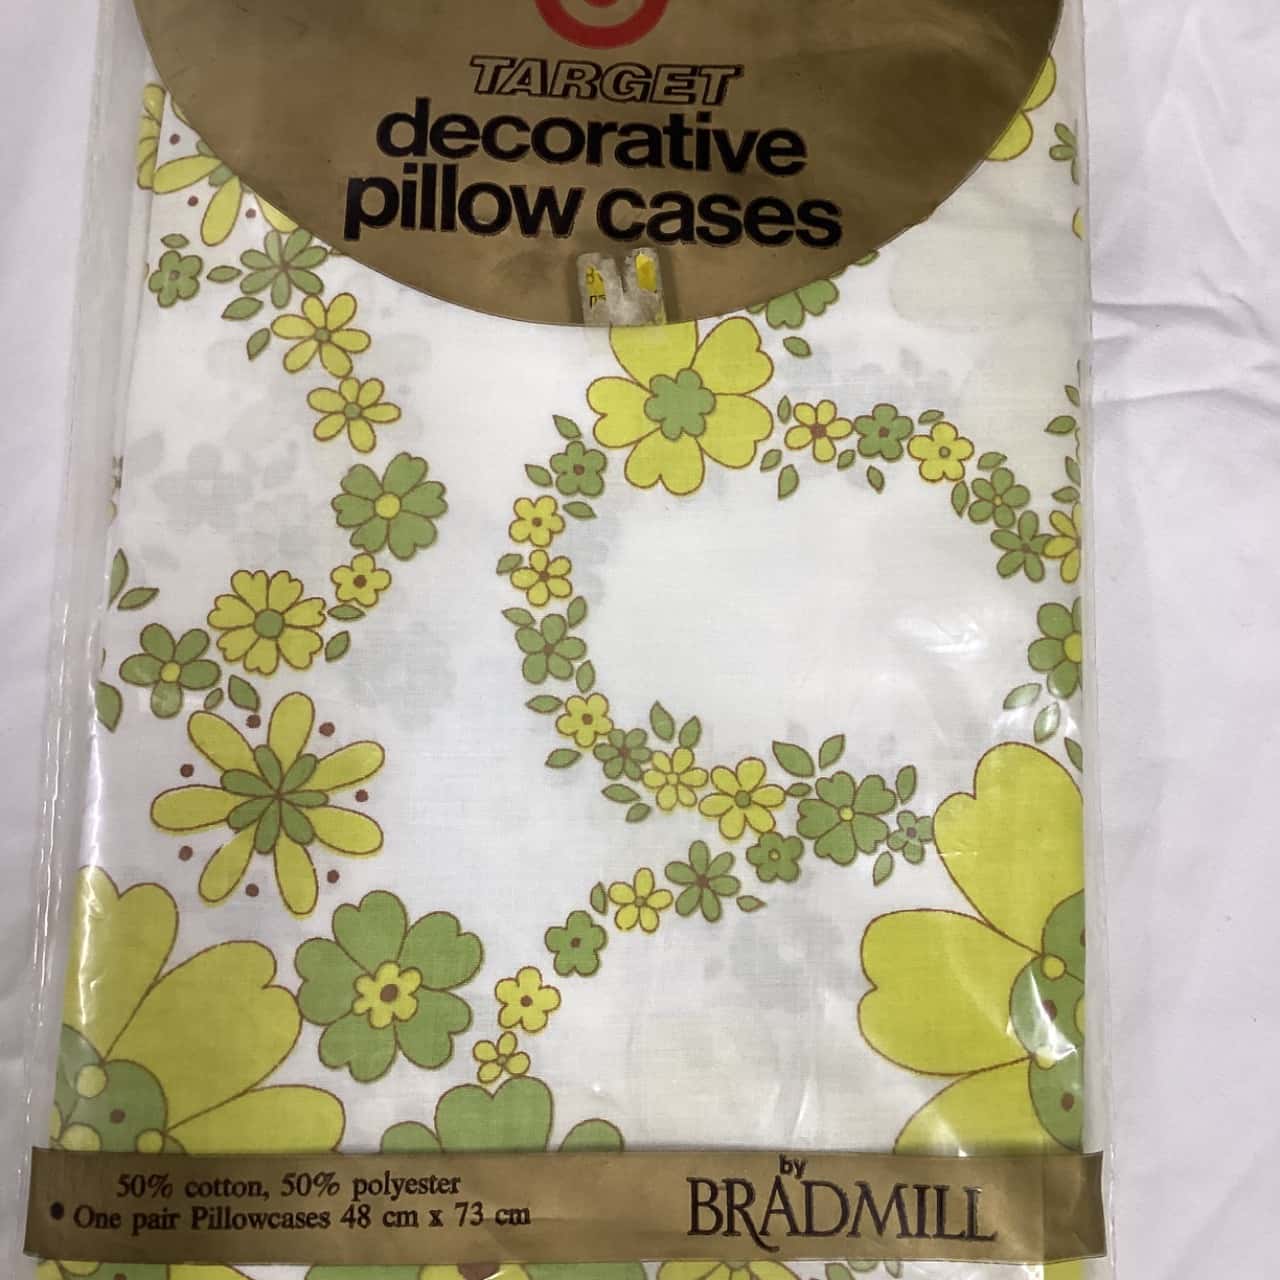 TARGET
decorative
pillow cases
50% cotton, 50% polyester
• One pair Pillowcases 48 cm x 73 cm
by
BRADMILL